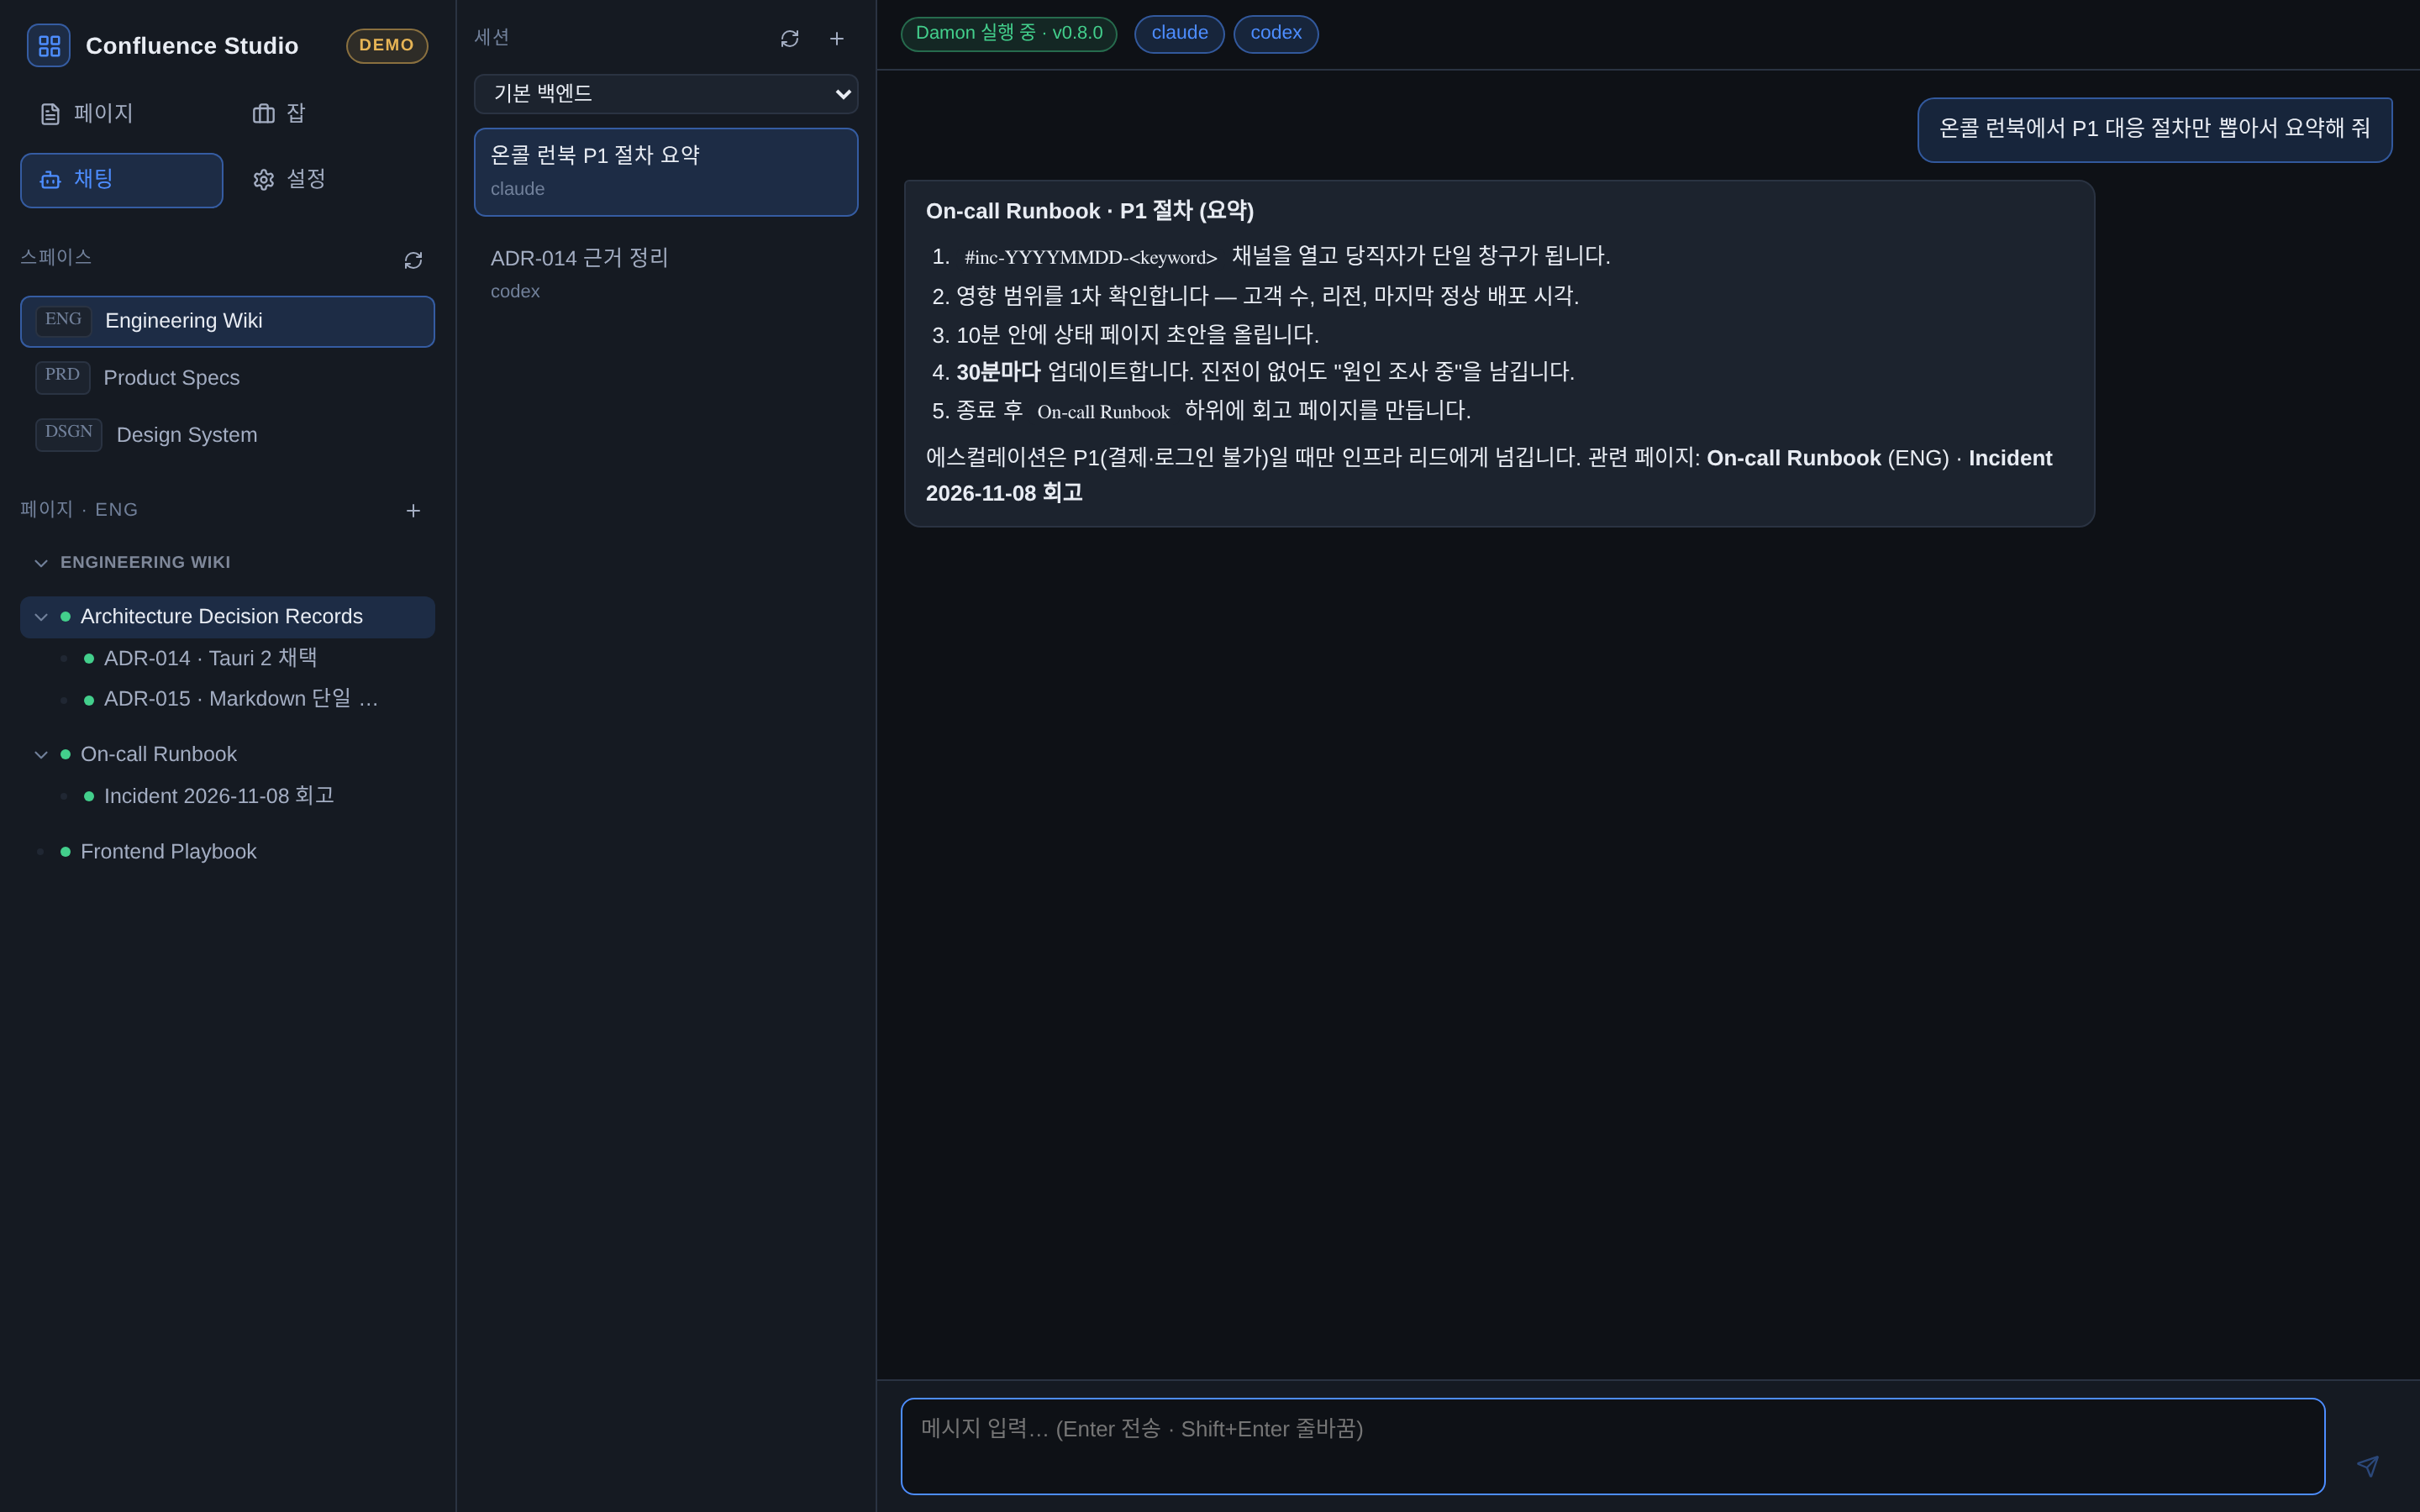 Confluence Studio
DEMO
페이지
잡
채팅
설정
스페이스
ENG Engineering Wiki
PRD Product Specs
DSGN Design System
페이지 · ENG
ENGINEERING WIKI
Architecture Decision Records
ADR-014 · Tauri 2 채택
ADR-015 · Markdown 단일 …
On-call Runbook
Incident 2026-11-08 회고
Frontend Playbook
세션
기본 백엔드
온콜 런북 P1 절차 요약
claude
ADR-014 근거 정리
codex
Damon 실행 중 · v0.8.0
claude
codex
온콜 런북에서 P1 대응 절차만 뽑아서 요약해 줘
On-call Runbook · P1 절차 (요약)
1. #inc-YYYYMMDD-<keyword> 채널을 열고 당직자가 단일 창구가 됩니다.
2. 영향 범위를 1차 확인합니다 — 고객 수, 리전, 마지막 정상 배포 시각.
3. 10분 안에 상태 페이지 초안을 올립니다.
4. 30분마다 업데이트합니다. 진전이 없어도 "원인 조사 중"을 남깁니다.
5. 종료 후 On-call Runbook 하위에 회고 페이지를 만듭니다.
에스컬레이션은 P1(결제·로그인 불가)일 때만 인프라 리드에게 넘깁니다. 관련 페이지: On-call Runbook (ENG) · Incident
2026-11-08 회고
메시지 입력… (Enter 전송 · Shift+Enter 줄바꿈)